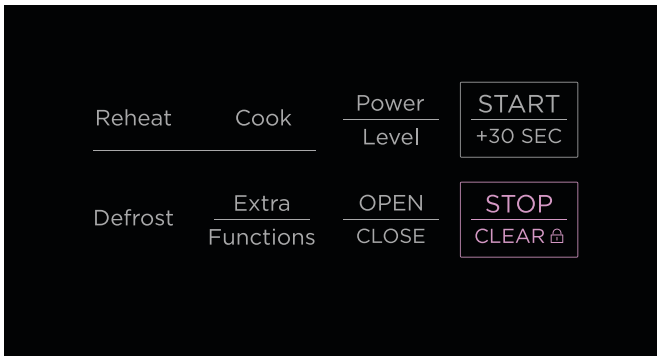 Reheat
Cook
Power
Level
START
+30 SEC
Defrost
Extra
Functions
OPEN
CLOSE
STOP
CLEAR